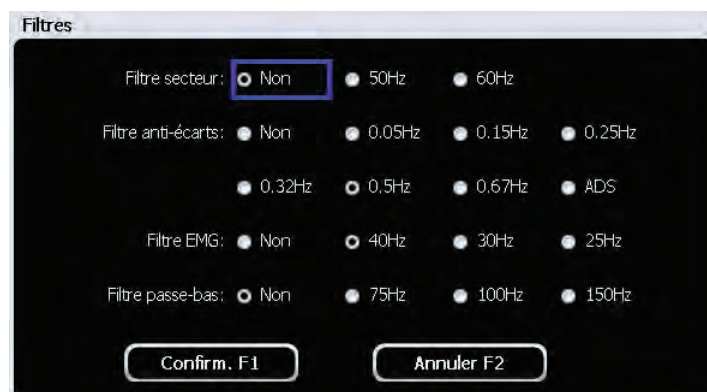 Filtres
Filtre secteur: Non 50Hz 60Hz
Filtre anti-écarts: Non 0.05Hz 0.15Hz 0.25Hz
0.32Hz 0.5Hz 0.67Hz ADS
Filtre EMG: Non 40Hz 30Hz 25Hz
Filtre passe-bas: Non 75Hz 100Hz 150Hz
Confirm. F1 Annuler F2